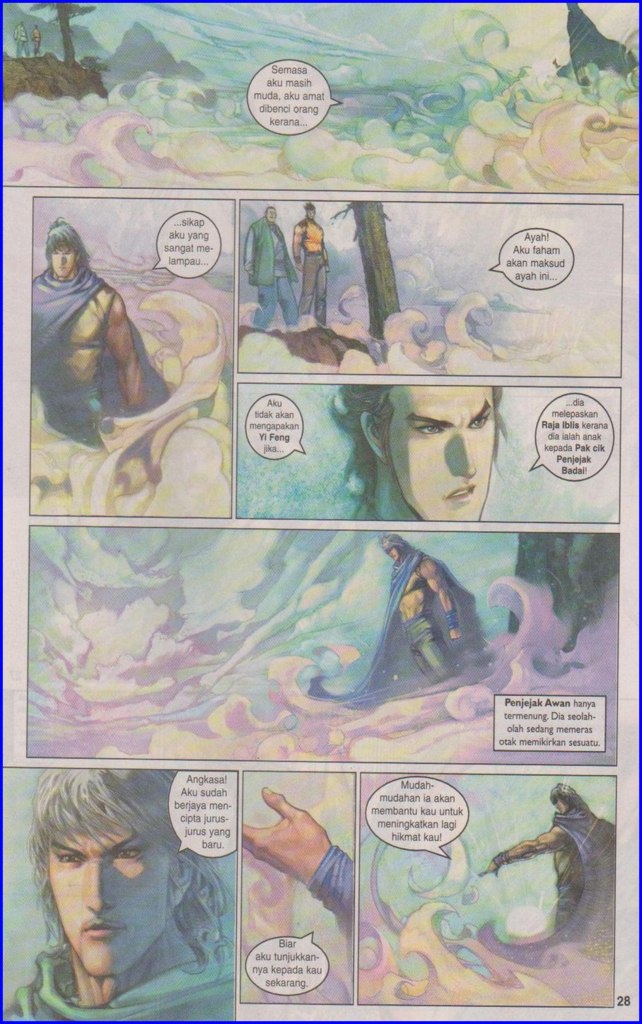 Semasa
aku masih
muda, aku amat
dibenci orang
kerana...
...sikap
aku yang
sangat me-
lampau...
Ayah!
Aku faham
akan maksud
ayah ini...
Aku
tidak akan
mengapakan
Yi Feng
jika...
...dia
melepaskan
Raja Iblis kerana
dia ialah anak
kepada Pak cik
Penjejak
Badai!
Penjejak Awan hanya
termenung. Dia seolah-
olah sedang memeras
otak memikirkan sesuatu.
Angkasa!
Aku sudah
berjaya men-
cipta jurus-
jurus yang
baru.
Biar
aku tunjukkan-
nya kepada kau
sekarang.
Mudah-
mudahan ia akan
membantu kau untuk
meningkatkan lagi
hikmat kau!
28